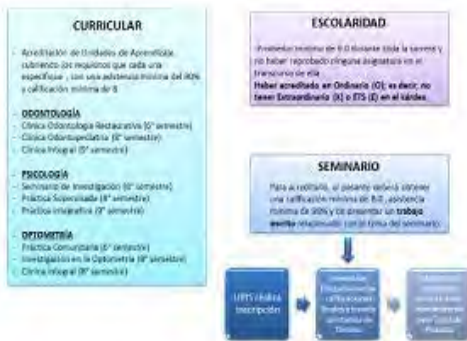 CURRICULAR
- Acreditación de Unidades de Aprendizaje,
cubriendo los requisitos que cada una
especifique, con una asistencia mínima del 80%
y calificación mínima de 8
ODONTOLOGÍA
- Clínica Odontología Restaurativa (6° semestre)
- Clínica Odontopediatría (8° semestre)
- Clínica Integral (9° semestre)
PSICOLOGÍA
- Seminario de Investigación (6° semestre)
- Práctica Supervisada (8° semestre)
- Práctica Integrativa (9° semestre)
OPTOMETRÍA
- Práctica Comunitaria (6° semestre)
- Investigación en la Optometría (8° semestre)
- Clínica Integral (8° semestre)
ESCOLARIDAD
-Promedio mínimo de 9.0 durante toda la carrera y
no haber reprobado ninguna asignatura en el
transcurso de ella
Haber acreditado en Ordinario (O); es decir, no
tener Extraordinario (X) o ETS (E) en el kárdex
SEMINARIO
Para acreditarlo, el pasante deberá obtener
una calificación mínima de 8.0, asistencia
mínima de 80% y de presentar un trabajo
escrito relacionado con el tema del seminario
inscripción
calificaciones